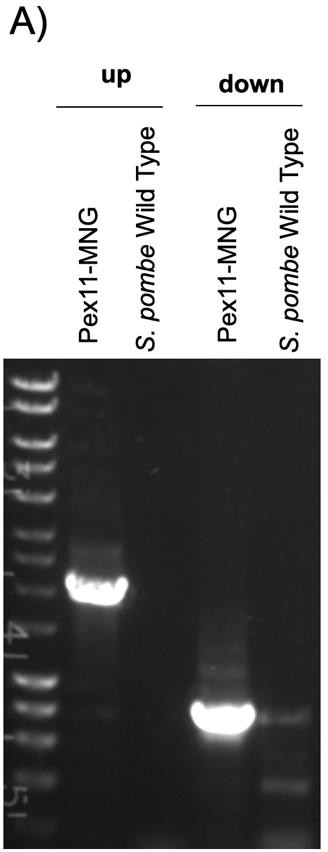 A)
up
down
Pex11-MNG
S. pombe Wild Type
Pex11-MNG
S. pombe Wild Type